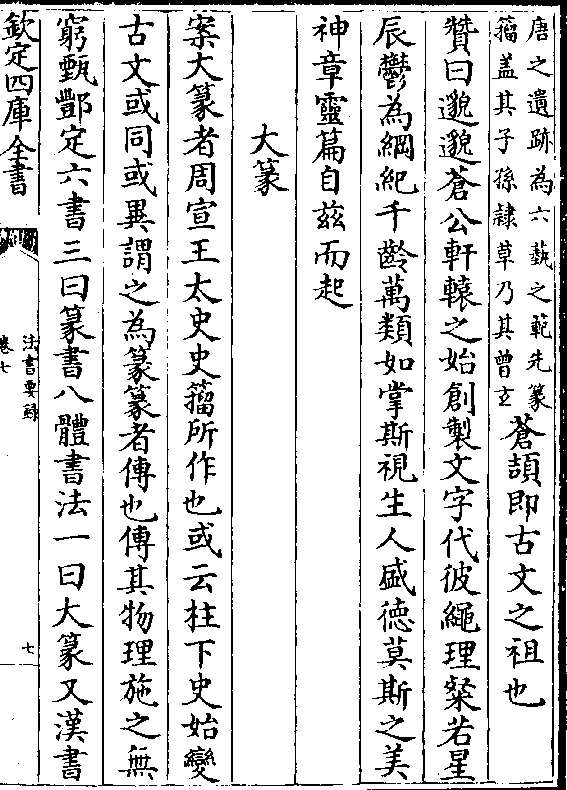 唐之遺跡為六藝之範先篆
籀盖其子孫隷草乃其曾玄
蒼頡即古文之祖也
贊曰邈邈蒼公軒轅之始創製文字代彼繩理粲若星
辰鬱為綱紀千齡萬類如掌斯視生人盛德莫斯之美
神章靈篇自兹而起
大篆
案大篆者周宣王太史史籀所作也或云柱下史始變
古文或同或異謂之為篆篆者傳也傳其物理施之無
窮甄酆定六書三曰篆書八體書法一曰大篆又漢書
欽定四庫全書
法書要録
卷七
七